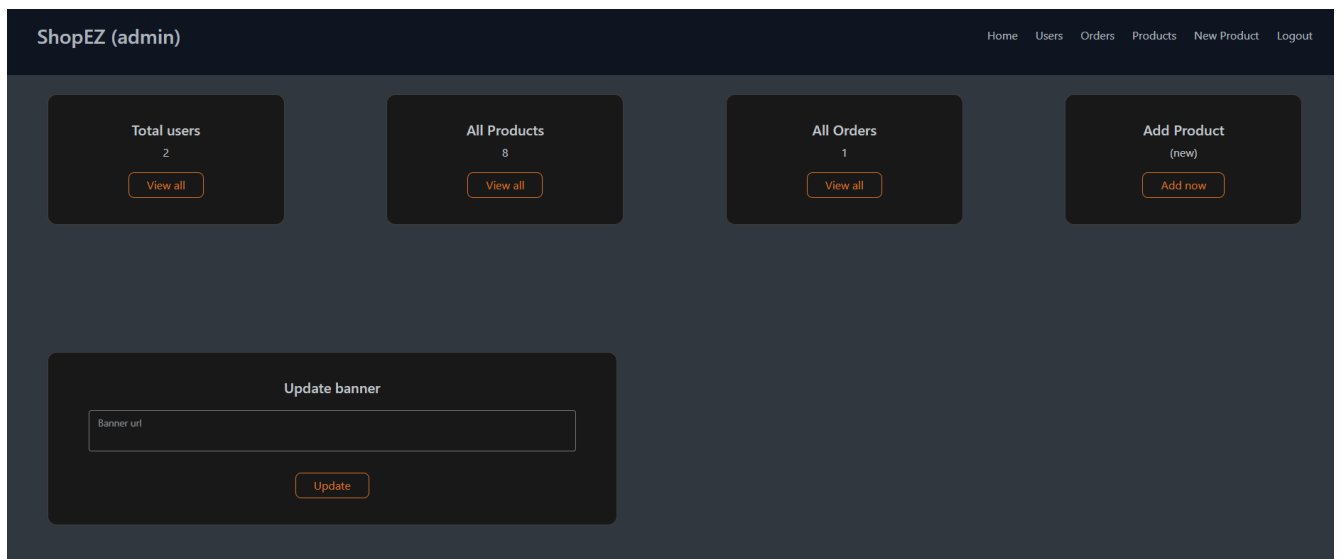 ShopEZ (admin)
Home Users Orders Products New Product Logout
Total users
2
View all
All Products
8
View all
All Orders
1
View all
Add Product
(new)
Add now
Update banner
Banner url
Update